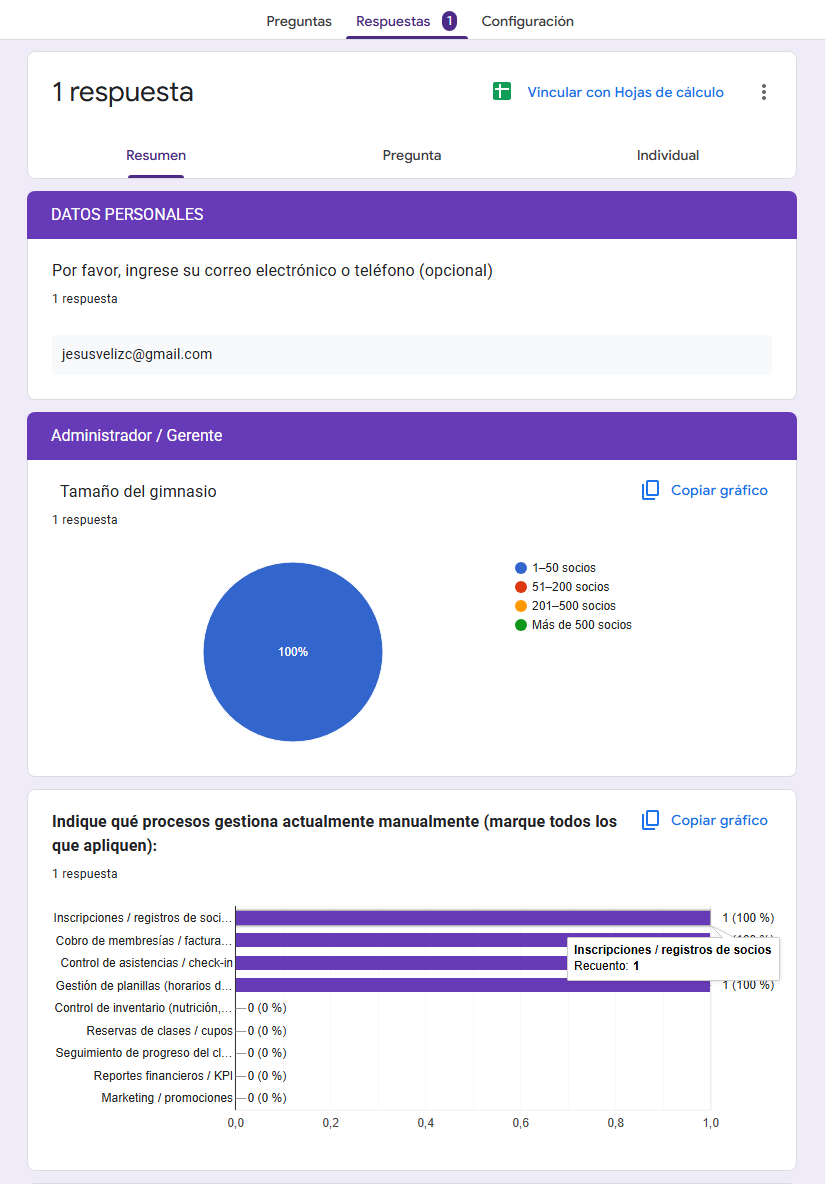 Preguntas Respuestas 1 Configuración
1 respuesta
Vincular con Hojas de cálculo
Resumen Pregunta Individual
DATOS PERSONALES
Por favor, ingrese su correo electrónico o teléfono (opcional)
1 respuesta
jesusvelizc@gmail.com
Administrador / Gerente
Tamaño del gimnasio
Copiar gráfico
1 respuesta
100%
1–50 socios
51–200 socios
201–500 socios
Más de 500 socios
Indique qué procesos gestiona actualmente manualmente (marque todos los
que apliquen):
Copiar gráfico
1 respuesta
Inscripciones / registros de soci... 1 (100 %)
Cobro de membresías / factura...
Inscripciones / registros de socios
Recuento: 1
Control de asistencias / check-in
Gestión de planillas (horarios d... 1 (100 %)
Control de inventario (nutrición,... 0 (0 %)
Reservas de clases / cupos 0 (0 %)
Seguimiento de progreso del cl... 0 (0 %)
Reportes financieros / KPI 0 (0 %)
Marketing / promociones 0 (0 %)
0,0 0,2 0,4 0,6 0,8 1,0